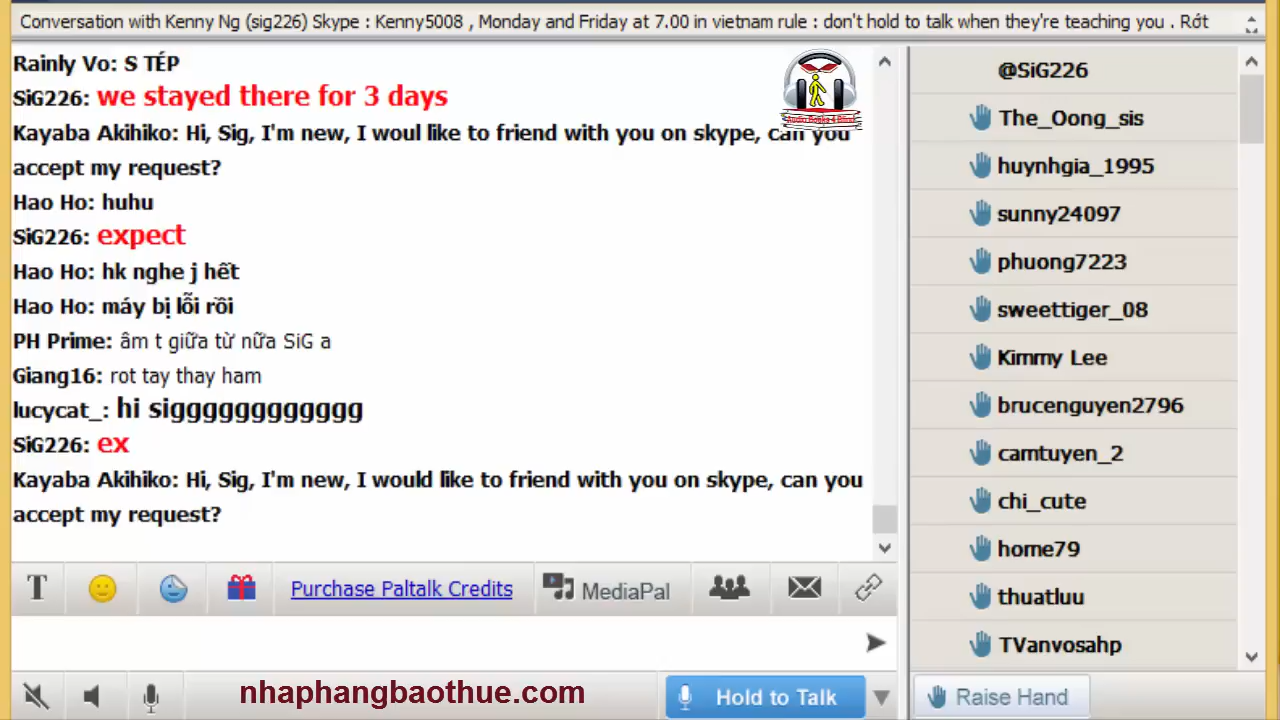 Conversation with Kenny Ng (sig226) Skype : Kenny5008 , Monday and Friday at 7.00 in vietnam rule : don't hold to talk when they're teaching you . Rớt
Rainly Vo: S TÉP
SiG226: we stayed there for 3 days
Kayaba Akihiko: Hi, Sig, I'm new, I woul like to friend with you on skype, can you
accept my request?
Hao Ho: huhu
SiG226: expect
Hao Ho: hk nghe j hết
Hao Ho: máy bị lỗi rồi
PH Prime: âm t giữa từ nữa SiG a
Giang16: rot tay thay ham
lucycat_: hi sigggggggggggg
SiG226: ex
Kayaba Akihiko: Hi, Sig, I'm new, I would like to friend with you on skype, can you
accept my request?
T
Purchase Paltalk Credits
MediaPal
nhaphangbaothue.com
Hold to Talk
@SiG226
The_Oong_sis
huynhgia_1995
sunny24097
phuong7223
sweettiger_08
Kimmy Lee
brucenguyen2796
camtuyen_2
chi_cute
home79
thuatluu
TVanvosahp
Raise Hand